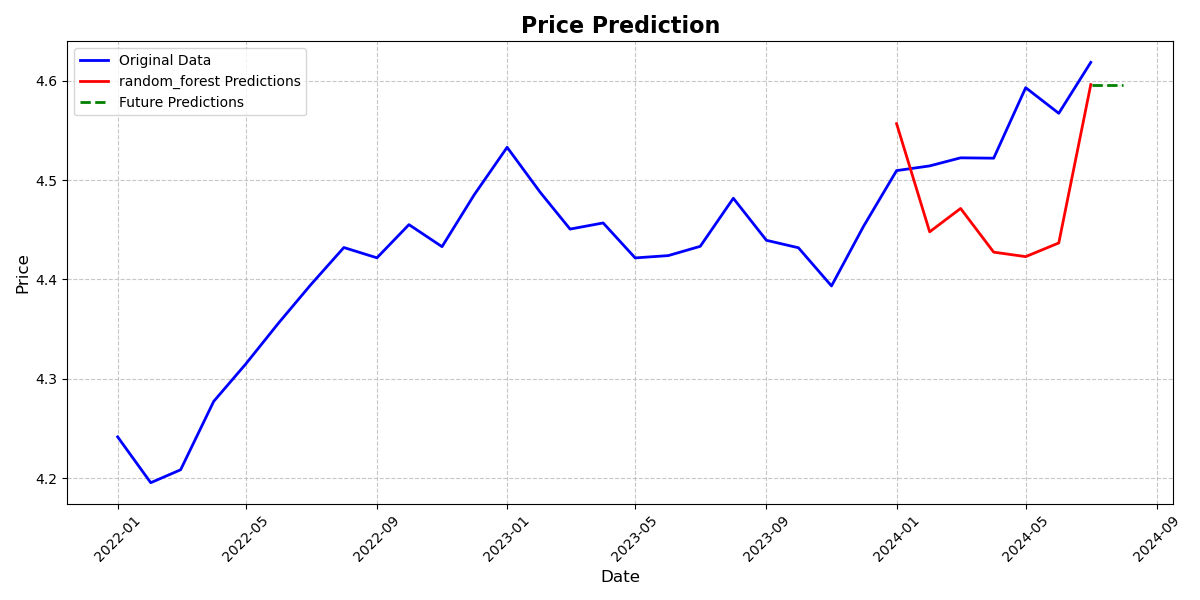 Price Prediction
Original Data
random_forest Predictions
Future Predictions
Price
4.6
4.5
4.4
4.3
4.2
2022-01
2022-05
2022-09
2023-01
2023-05
2023-09
2024-01
2024-05
2024-09
Date